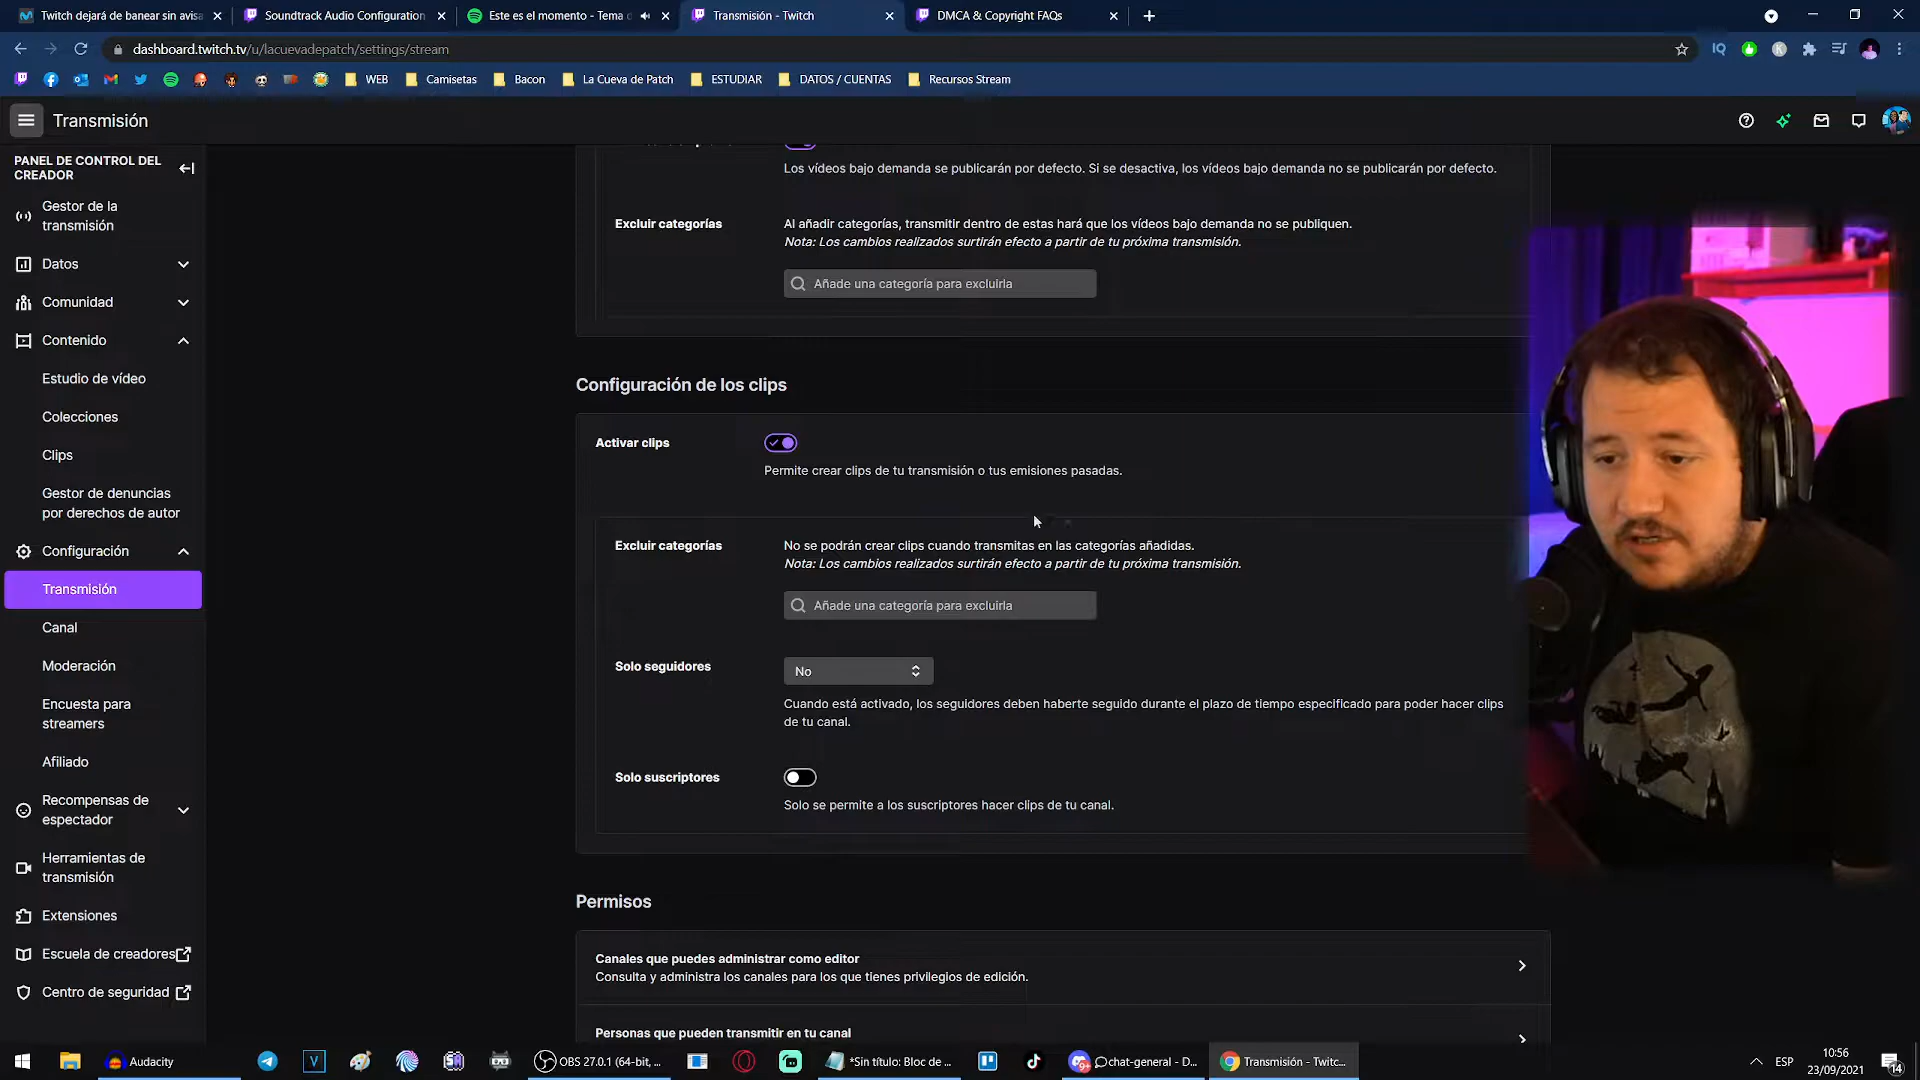 Twitch dejará de banear sin avisa
Soundtrack Audio Configuration
Este es el momento - Tema d
Transmisión - Twitch
DMCA & Copyright FAQs
dashboard.twitch.tv/u/lacuevadepatch/settings/stream
WEB
Camisetas
Bacon
La Cueva de Patch
ESTUDIAR
DATOS / CUENTAS
Recursos Stream
Transmisión
PANEL DE CONTROL DEL
CREADOR
Gestor de la
transmisión
Datos
Comunidad
Contenido
Estudio de vídeo
Colecciones
Clips
Gestor de denuncias
por derechos de autor
Configuración
Transmisión
Canal
Moderación
Encuesta para
streamers
Afiliado
Recompensas de
espectador
Herramientas de
transmisión
Extensiones
Escuela de creadores
Centro de seguridad
Los vídeos bajo demanda se publicarán por defecto. Si se desactiva, los vídeos bajo demanda no se publicarán por defecto.
Excluir categorías
Al añadir categorías, transmitir dentro de estas hará que los vídeos bajo demanda no se publiquen.
Nota: Los cambios realizados surtirán efecto a partir de tu próxima transmisión.
Añade una categoría para excluirla
Configuración de los clips
Activar clips
Permite crear clips de tu transmisión o tus emisiones pasadas.
Excluir categorías
No se podrán crear clips cuando transmitas en las categorías añadidas.
Nota: Los cambios realizados surtirán efecto a partir de tu próxima transmisión.
Añade una categoría para excluirla
Solo seguidores
No
Cuando está activado, los seguidores deben haberte seguido durante el plazo de tiempo especificado para poder hacer clips
de tu canal.
Solo suscriptores
Solo se permite a los suscriptores hacer clips de tu canal.
Permisos
Canales que puedes administrar como editor
Consulta y administra los canales para los que tienes privilegios de edición.
Personas que pueden transmitir en tu canal
Audacity
OBS 27.0.1 (64-bit, ...
*Sin título: Bloc de ...
chat-general - D...
Transmisión - Twitc...
ESP
10:56
23/09/2021
14